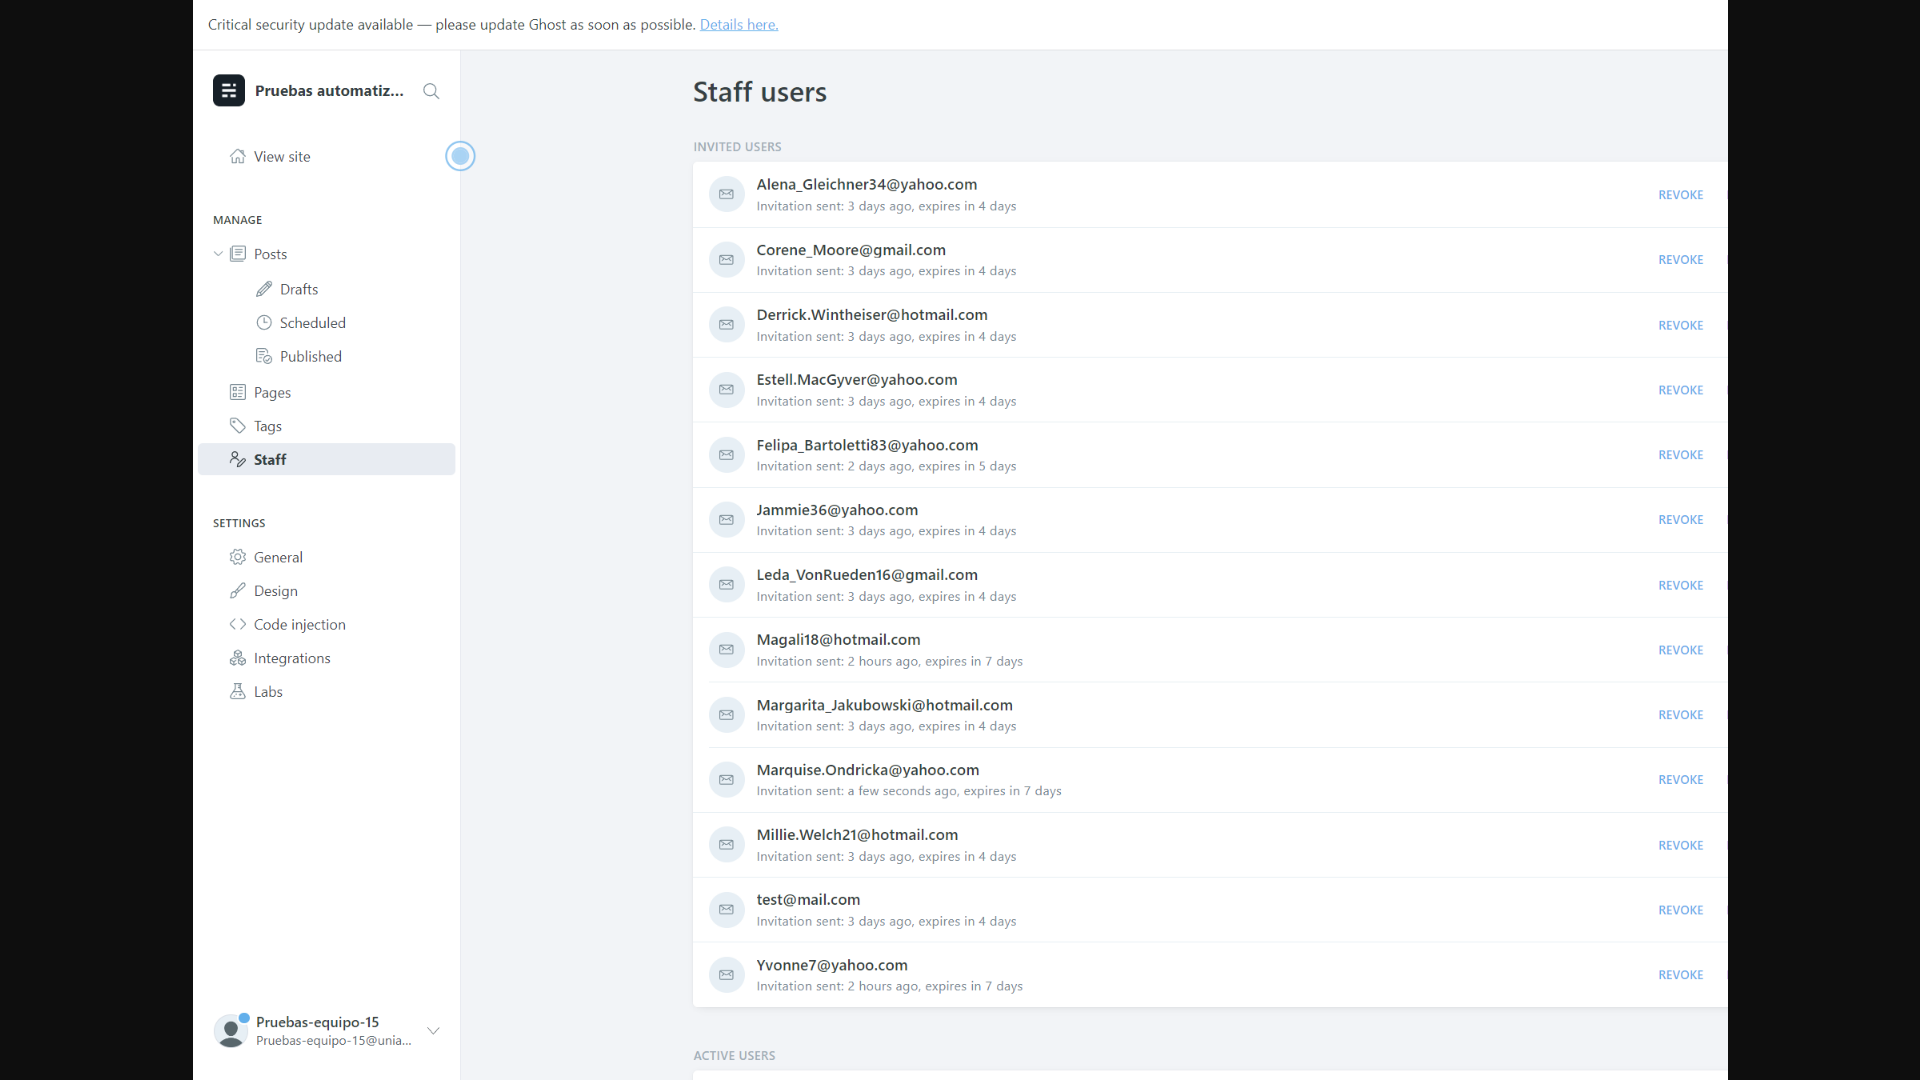 Critical security update available — please update Ghost as soon as possible. Details here.
Pruebas automatiz...
View site
MANAGE
Posts
Drafts
Scheduled
Published
Pages
Tags
Staff
SETTINGS
General
Design
Code injection
Integrations
Labs
Pruebas-equipo-15
Pruebas-equipo-15@unia...
Staff users
INVITED USERS
Alena_Gleichner34@yahoo.com
Invitation sent: 3 days ago, expires in 4 days
REVOKE
Corene_Moore@gmail.com
Invitation sent: 3 days ago, expires in 4 days
REVOKE
Derrick.Wintheiser@hotmail.com
Invitation sent: 3 days ago, expires in 4 days
REVOKE
Estell.MacGyver@yahoo.com
Invitation sent: 3 days ago, expires in 4 days
REVOKE
Felipa_Bartoletti83@yahoo.com
Invitation sent: 2 days ago, expires in 5 days
REVOKE
Jammie36@yahoo.com
Invitation sent: 3 days ago, expires in 4 days
REVOKE
Leda_VonRueden16@gmail.com
Invitation sent: 3 days ago, expires in 4 days
REVOKE
Magali18@hotmail.com
Invitation sent: 2 hours ago, expires in 7 days
REVOKE
Margarita_Jakubowski@hotmail.com
Invitation sent: 3 days ago, expires in 4 days
REVOKE
Marquise.Ondricka@yahoo.com
Invitation sent: a few seconds ago, expires in 7 days
REVOKE
Millie.Welch21@hotmail.com
Invitation sent: 3 days ago, expires in 4 days
REVOKE
test@mail.com
Invitation sent: 3 days ago, expires in 4 days
REVOKE
Yvonne7@yahoo.com
Invitation sent: 2 hours ago, expires in 7 days
REVOKE
ACTIVE USERS